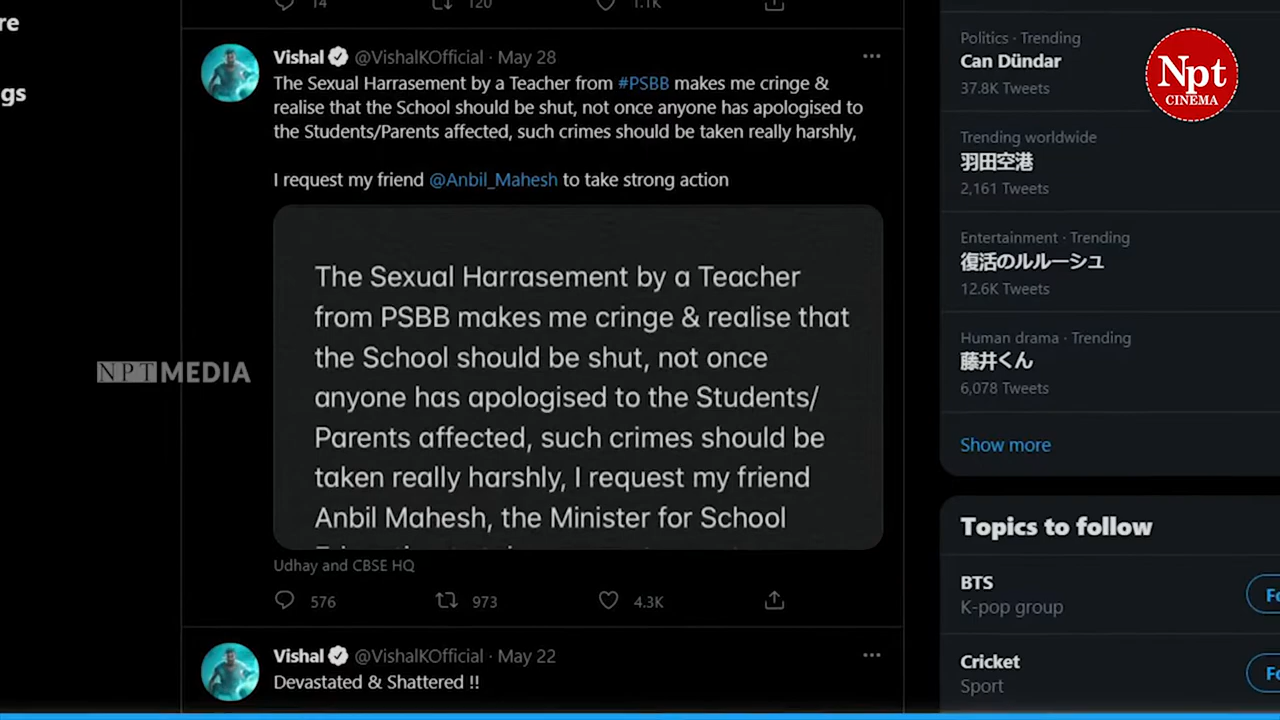 14 120 1.1K
re
gs
Vishal @VishalKOfficial · May 28
The Sexual Harrasement by a Teacher from #PSBB makes me cringe &
realise that the School should be shut, not once anyone has apologised to
the Students/Parents affected, such crimes should be taken really harshly,
I request my friend @Anbil_Mahesh to take strong action
The Sexual Harrasement by a Teacher
from PSBB makes me cringe & realise that
the School should be shut, not once
anyone has apologised to the Students/
Parents affected, such crimes should be
taken really harshly, I request my friend
Anbil Mahesh, the Minister for School
Udhay and CBSE HQ
576 973 4.3K
Vishal @VishalKOfficial · May 22
Devastated & Shattered !!
NPTMEDIA
Politics · Trending
Can Dündar
37.8K Tweets
Trending worldwide
羽田空港
2,161 Tweets
Entertainment · Trending
復活のルルーシュ
12.6K Tweets
Human drama · Trending
藤井くん
6,078 Tweets
Show more
Topics to follow
BTS
K-pop group
Fo
Cricket
Sport
Fo
Npt
CINEMA